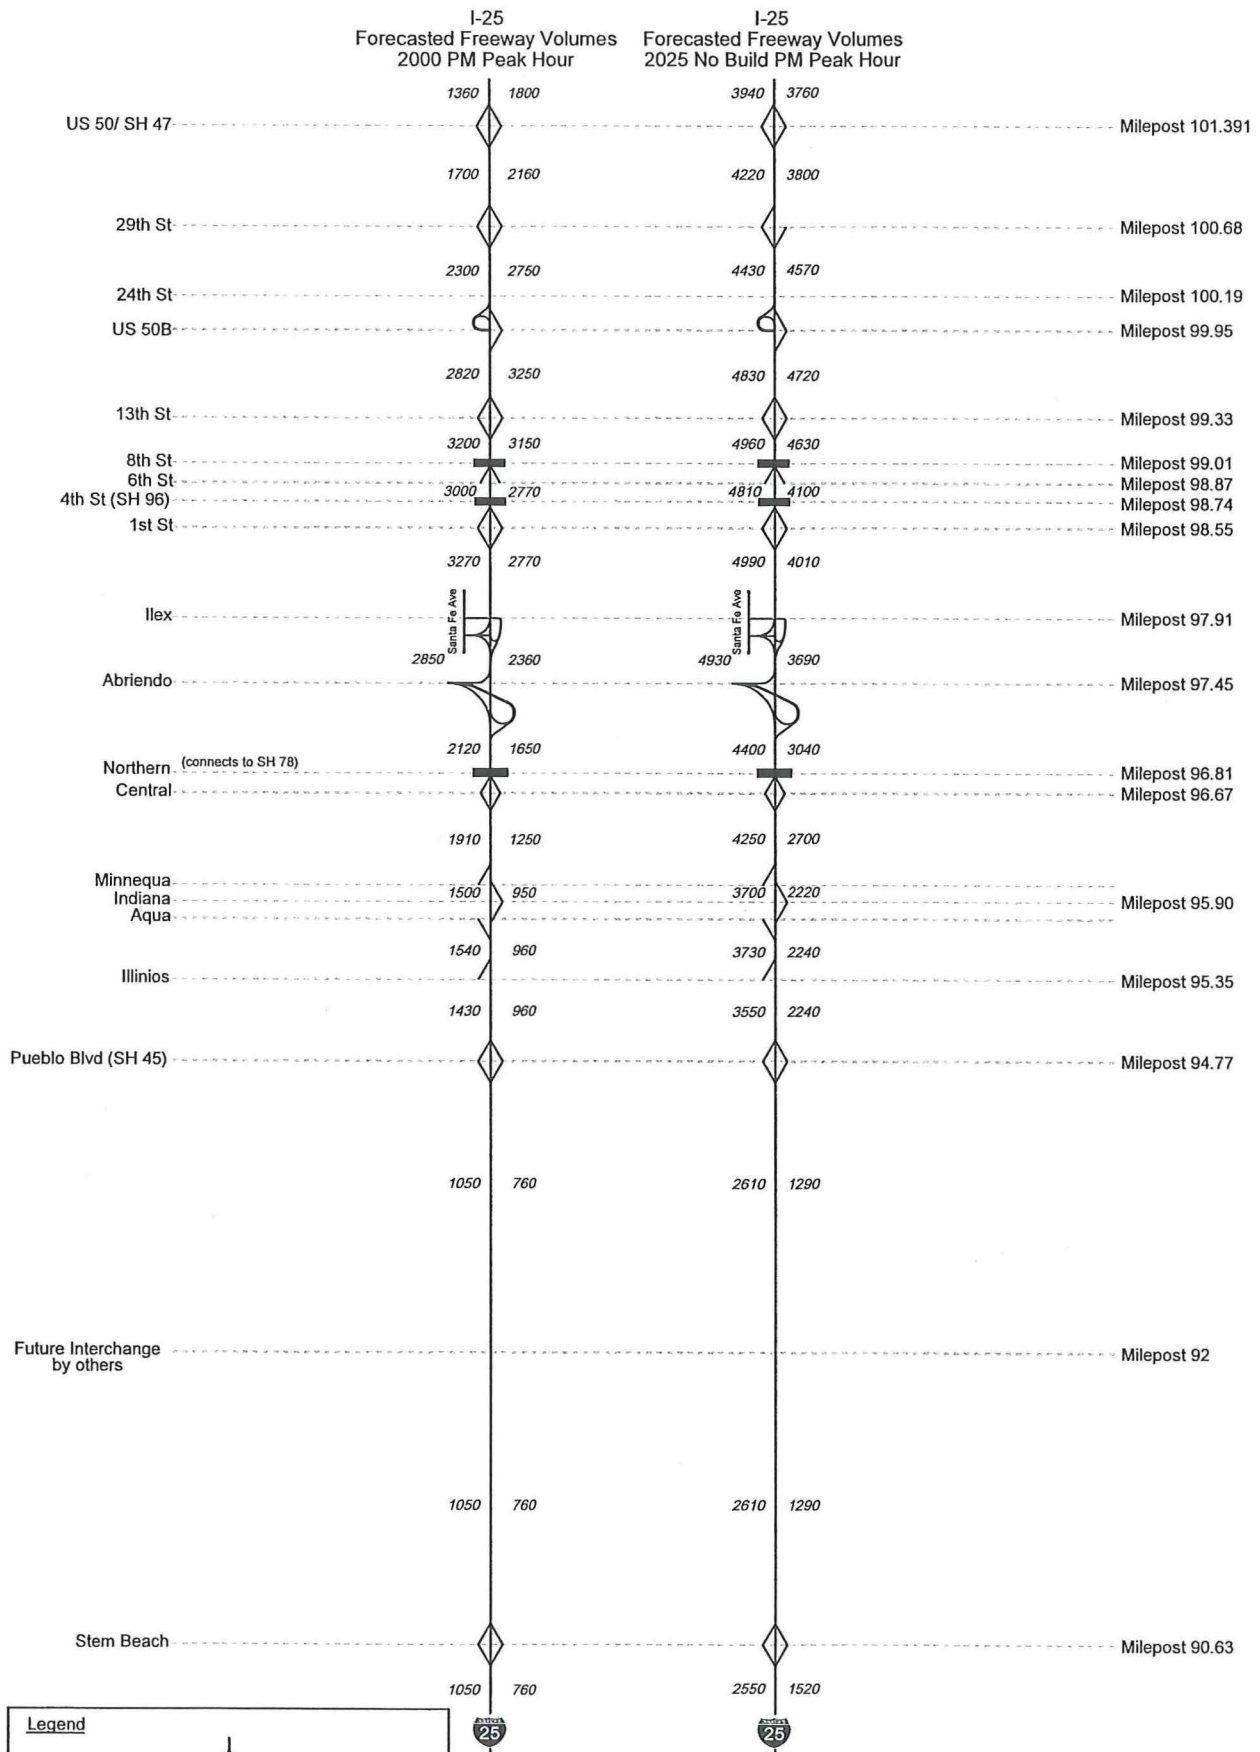 I-25
Forecasted Freeway Volumes
2000 PM Peak Hour
I-25
Forecasted Freeway Volumes
2025 No Build PM Peak Hour
1360 1800 3940 3760
US 50/ SH 47 Milepost 101.391
1700 2160 4220 3800
29th St Milepost 100.68
2300 2750 4430 4570
24th St Milepost 100.19
US 50B Milepost 99.95
2820 3250 4830 4720
13th St Milepost 99.33
3200 3150 4960 4630
8th St Milepost 99.01
6th St Milepost 98.87
3000 2770 4810 4100
4th St (SH 96) Milepost 98.74
1st St Milepost 98.55
3270 2770 4990 4010
Ilex Santa Fe Ave Santa Fe Ave Milepost 97.91
2850 2360 4930 3690
Abriendo Milepost 97.45
2120 1650 4400 3040
Northern (connects to SH 78) Milepost 96.81
Central Milepost 96.67
1910 1250 4250 2700
Minnequa
1500 950 3700 2220
Indiana Milepost 95.90
Aqua
1540 960 3730 2240
Illinios Milepost 95.35
1430 960 3550 2240
Pueblo Blvd (SH 45) Milepost 94.77
1050 760 2610 1290
Future Interchange
by others Milepost 92
1050 760 2610 1290
Stem Beach Milepost 90.63
1050 760 2550 1520
Legend
25 25